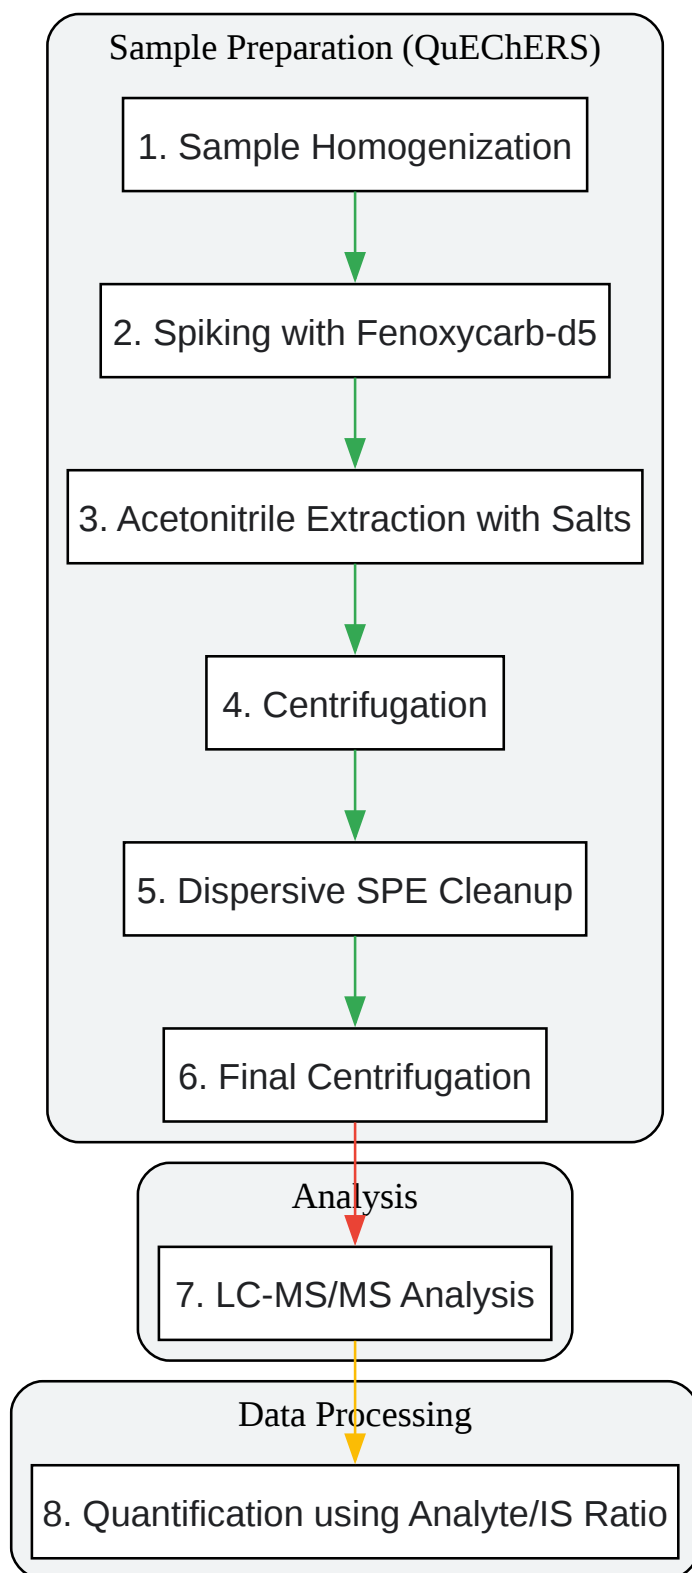 Sample Preparation (QuEChERS)
1. Sample Homogenization
2. Spiking with Fenoxycarb-d5
3. Acetonitrile Extraction with Salts
4. Centrifugation
5. Dispersive SPE Cleanup
6. Final Centrifugation
Analysis
7. LC-MS/MS Analysis
Data Processing
8. Quantification using Analyte/IS Ratio